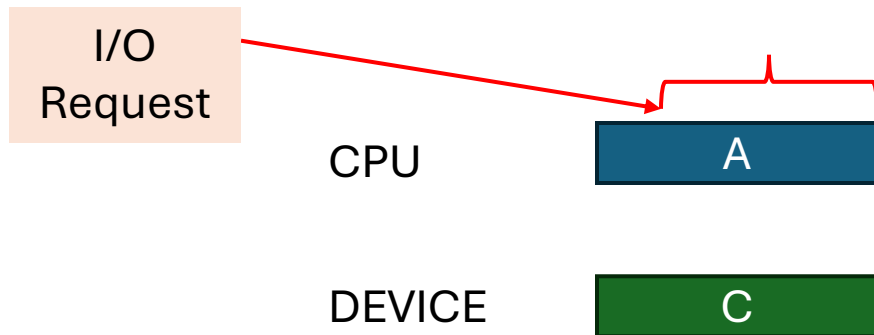 I/O
Request
CPU
A
DEVICE
C